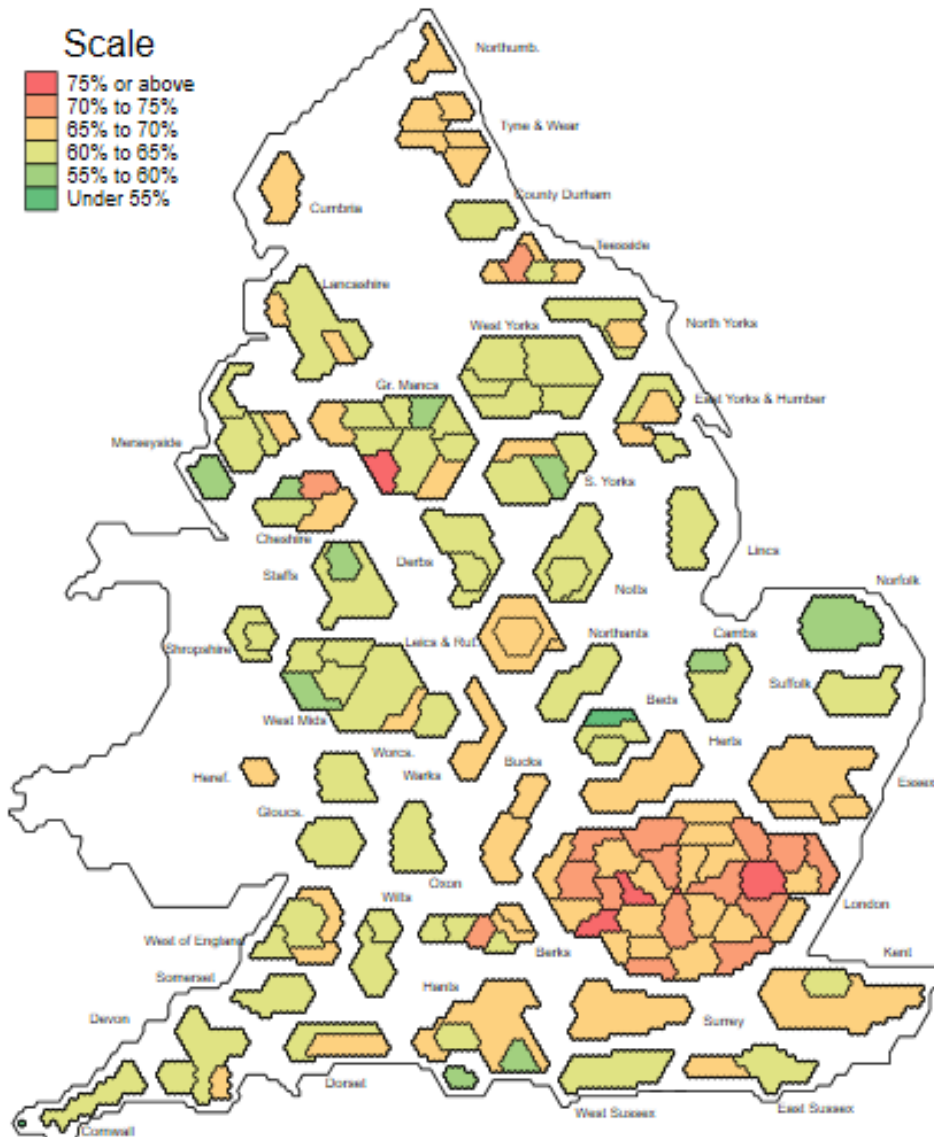 Scale
75% or above
70% to 75%
65% to 70%
60% to 65%
55% to 60%
Under 55%
Northumb.
Tyne & Wear
County Durham
Cumbria
Teesside
Lancashire
North Yorks
West Yorks
Gr. Mancs
East Yorks & Humber
Merseyside
S. Yorks
Cheshire
Lincs
Derbs
Staffs
Notts
Norfolk
Shropshire
Leics & Rut.
Northants
Cambs
Suffolk
Beds
West Mids
Herts
Worcs.
Warks
Bucks
Heref.
Essex
Gloucs.
Oxon
Wilts
London
West of England
Berks
Kent
Somerset
Hants
Devon
Surrey
Dorset
West Sussex
East Sussex
Cornwall